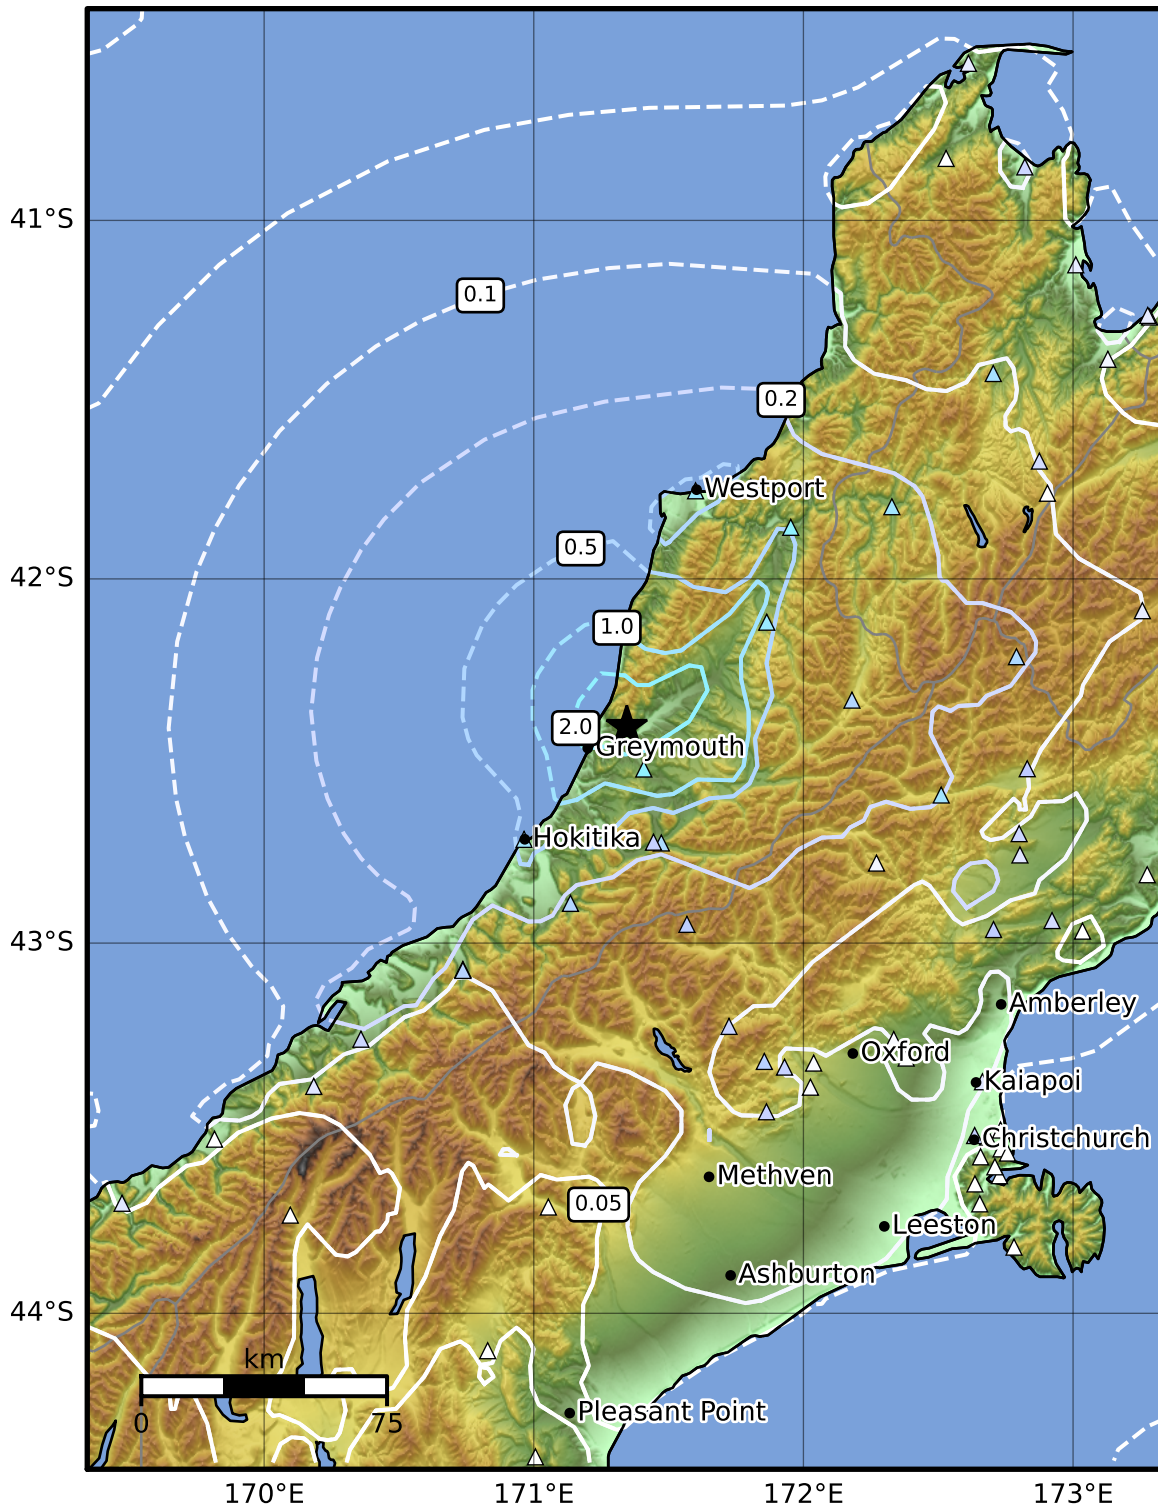 41°S
0.1
0.2
Westport
0.5
42°S
1.0
2.0
Greymouth
Hokitika
43°S
Amberley
Oxford
Kaiapoi
Christchurch
Methven
0.05
Leeston
Ashburton
44°S
km
0
75
Pleasant Point
170°E
171°E
172°E
173°E